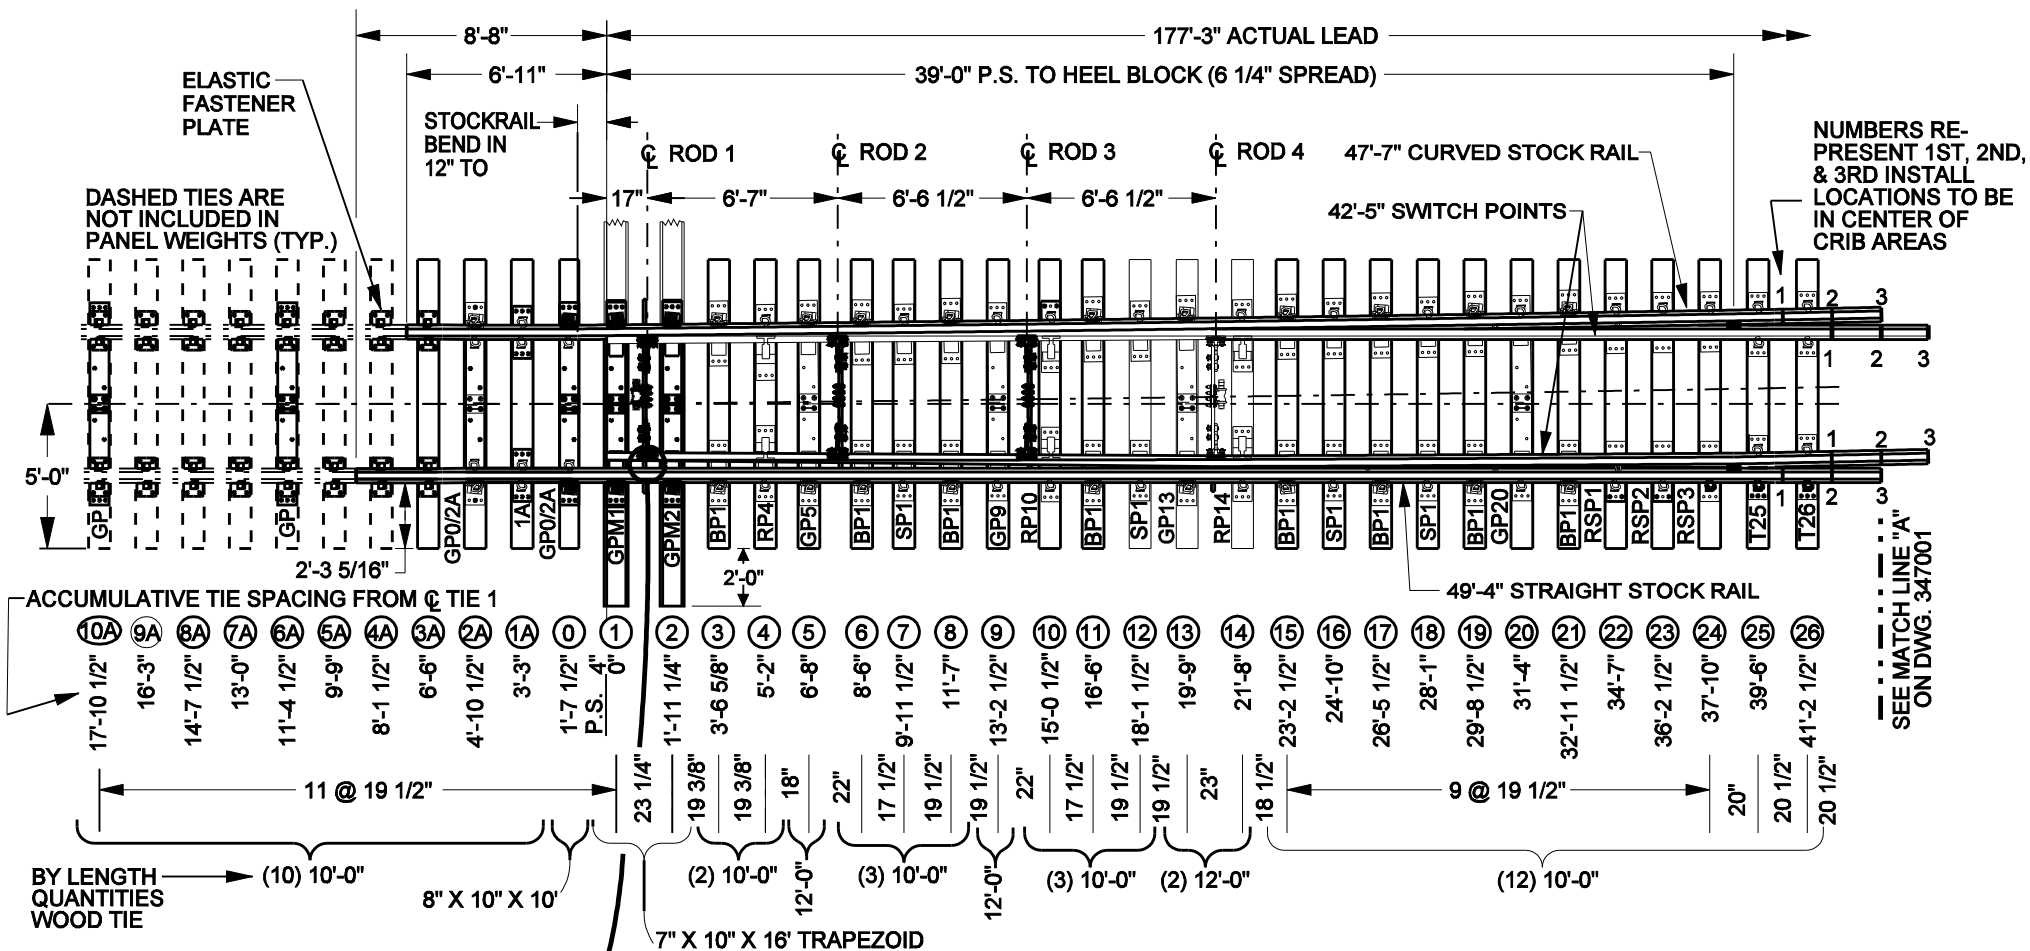 8'-8"
177'-3" ACTUAL LEAD
6'-11"
39'-0" P.S. TO HEEL BLOCK (6 1/4" SPREAD)
ELASTIC
FASTENER
PLATE
STOCKRAIL
BEND IN
12" TO
℄ ROD 1
℄ ROD 2
℄ ROD 3
℄ ROD 4
47'-7" CURVED STOCK RAIL
NUMBERS RE-
PRESENT 1ST, 2ND,
& 3RD INSTALL
LOCATIONS TO BE
IN CENTER OF
CRIB AREAS
DASHED TIES ARE
NOT INCLUDED IN
PANEL WEIGHTS (TYP.)
17"
6'-7"
6'-6 1/2"
6'-6 1/2"
42'-5" SWITCH POINTS
1 2 3
1 2 3
1 2 3
1 2 3
5'-0"
GP
GP
GP0/2A
1A
GP0/2A
GPM1
GPM2
BP1
RP4
GP5
BP1
SP1
BP1
GP9
RP10
BP1
SP1
GP13
RP14
BP1
SP1
BP1
SP1
BP1
GP20
BP1
RSP1
RSP2
RSP3
T25
T26
2'-3 5/16"
2'-0"
49'-4" STRAIGHT STOCK RAIL
SEE MATCH LINE "A"
ON DWG. 347001
ACCUMULATIVE TIE SPACING FROM ℄ TIE 1
10A 9A 8A 7A 6A 5A 4A 3A 2A 1A 0 1 2 3 4 5 6 7 8 9 10 11 12 13 14 15 16 17 18 19 20 21 22 23 24 25 26
17'-10 1/2"
16'-3"
14'-7 1/2"
13'-0"
11'-4 1/2"
9'-9"
8'-1 1/2"
6'-6"
4'-10 1/2"
3'-3"
1'-7 1/2"
P.S. 4"
0"
1'-11 1/4"
3'-6 5/8"
5'-2"
6'-8"
8'-6"
9'-11 1/2"
11'-7"
13'-2 1/2"
15'-0 1/2"
16'-6"
18'-1 1/2"
19'-9"
21'-8"
23'-2 1/2"
24'-10"
26'-5 1/2"
28'-1"
29'-8 1/2"
31'-4"
32'-11 1/2"
34'-7"
36'-2 1/2"
37'-10"
39'-6"
41'-2 1/2"
11 @ 19 1/2"
23 1/4"
19 3/8"
19 3/8"
18"
22"
17 1/2"
19 1/2"
19 1/2"
22"
17 1/2"
19 1/2"
19 1/2"
23"
18 1/2"
9 @ 19 1/2"
20"
20 1/2"
20 1/2"
BY LENGTH
QUANTITIES
WOOD TIE
(10) 10'-0"
8" X 10" X 10'
7" X 10" X 16' TRAPEZOID
(2) 10'-0"
12'-0"
(3) 10'-0"
12'-0"
(3) 10'-0"
(2) 12'-0"
(12) 10'-0"